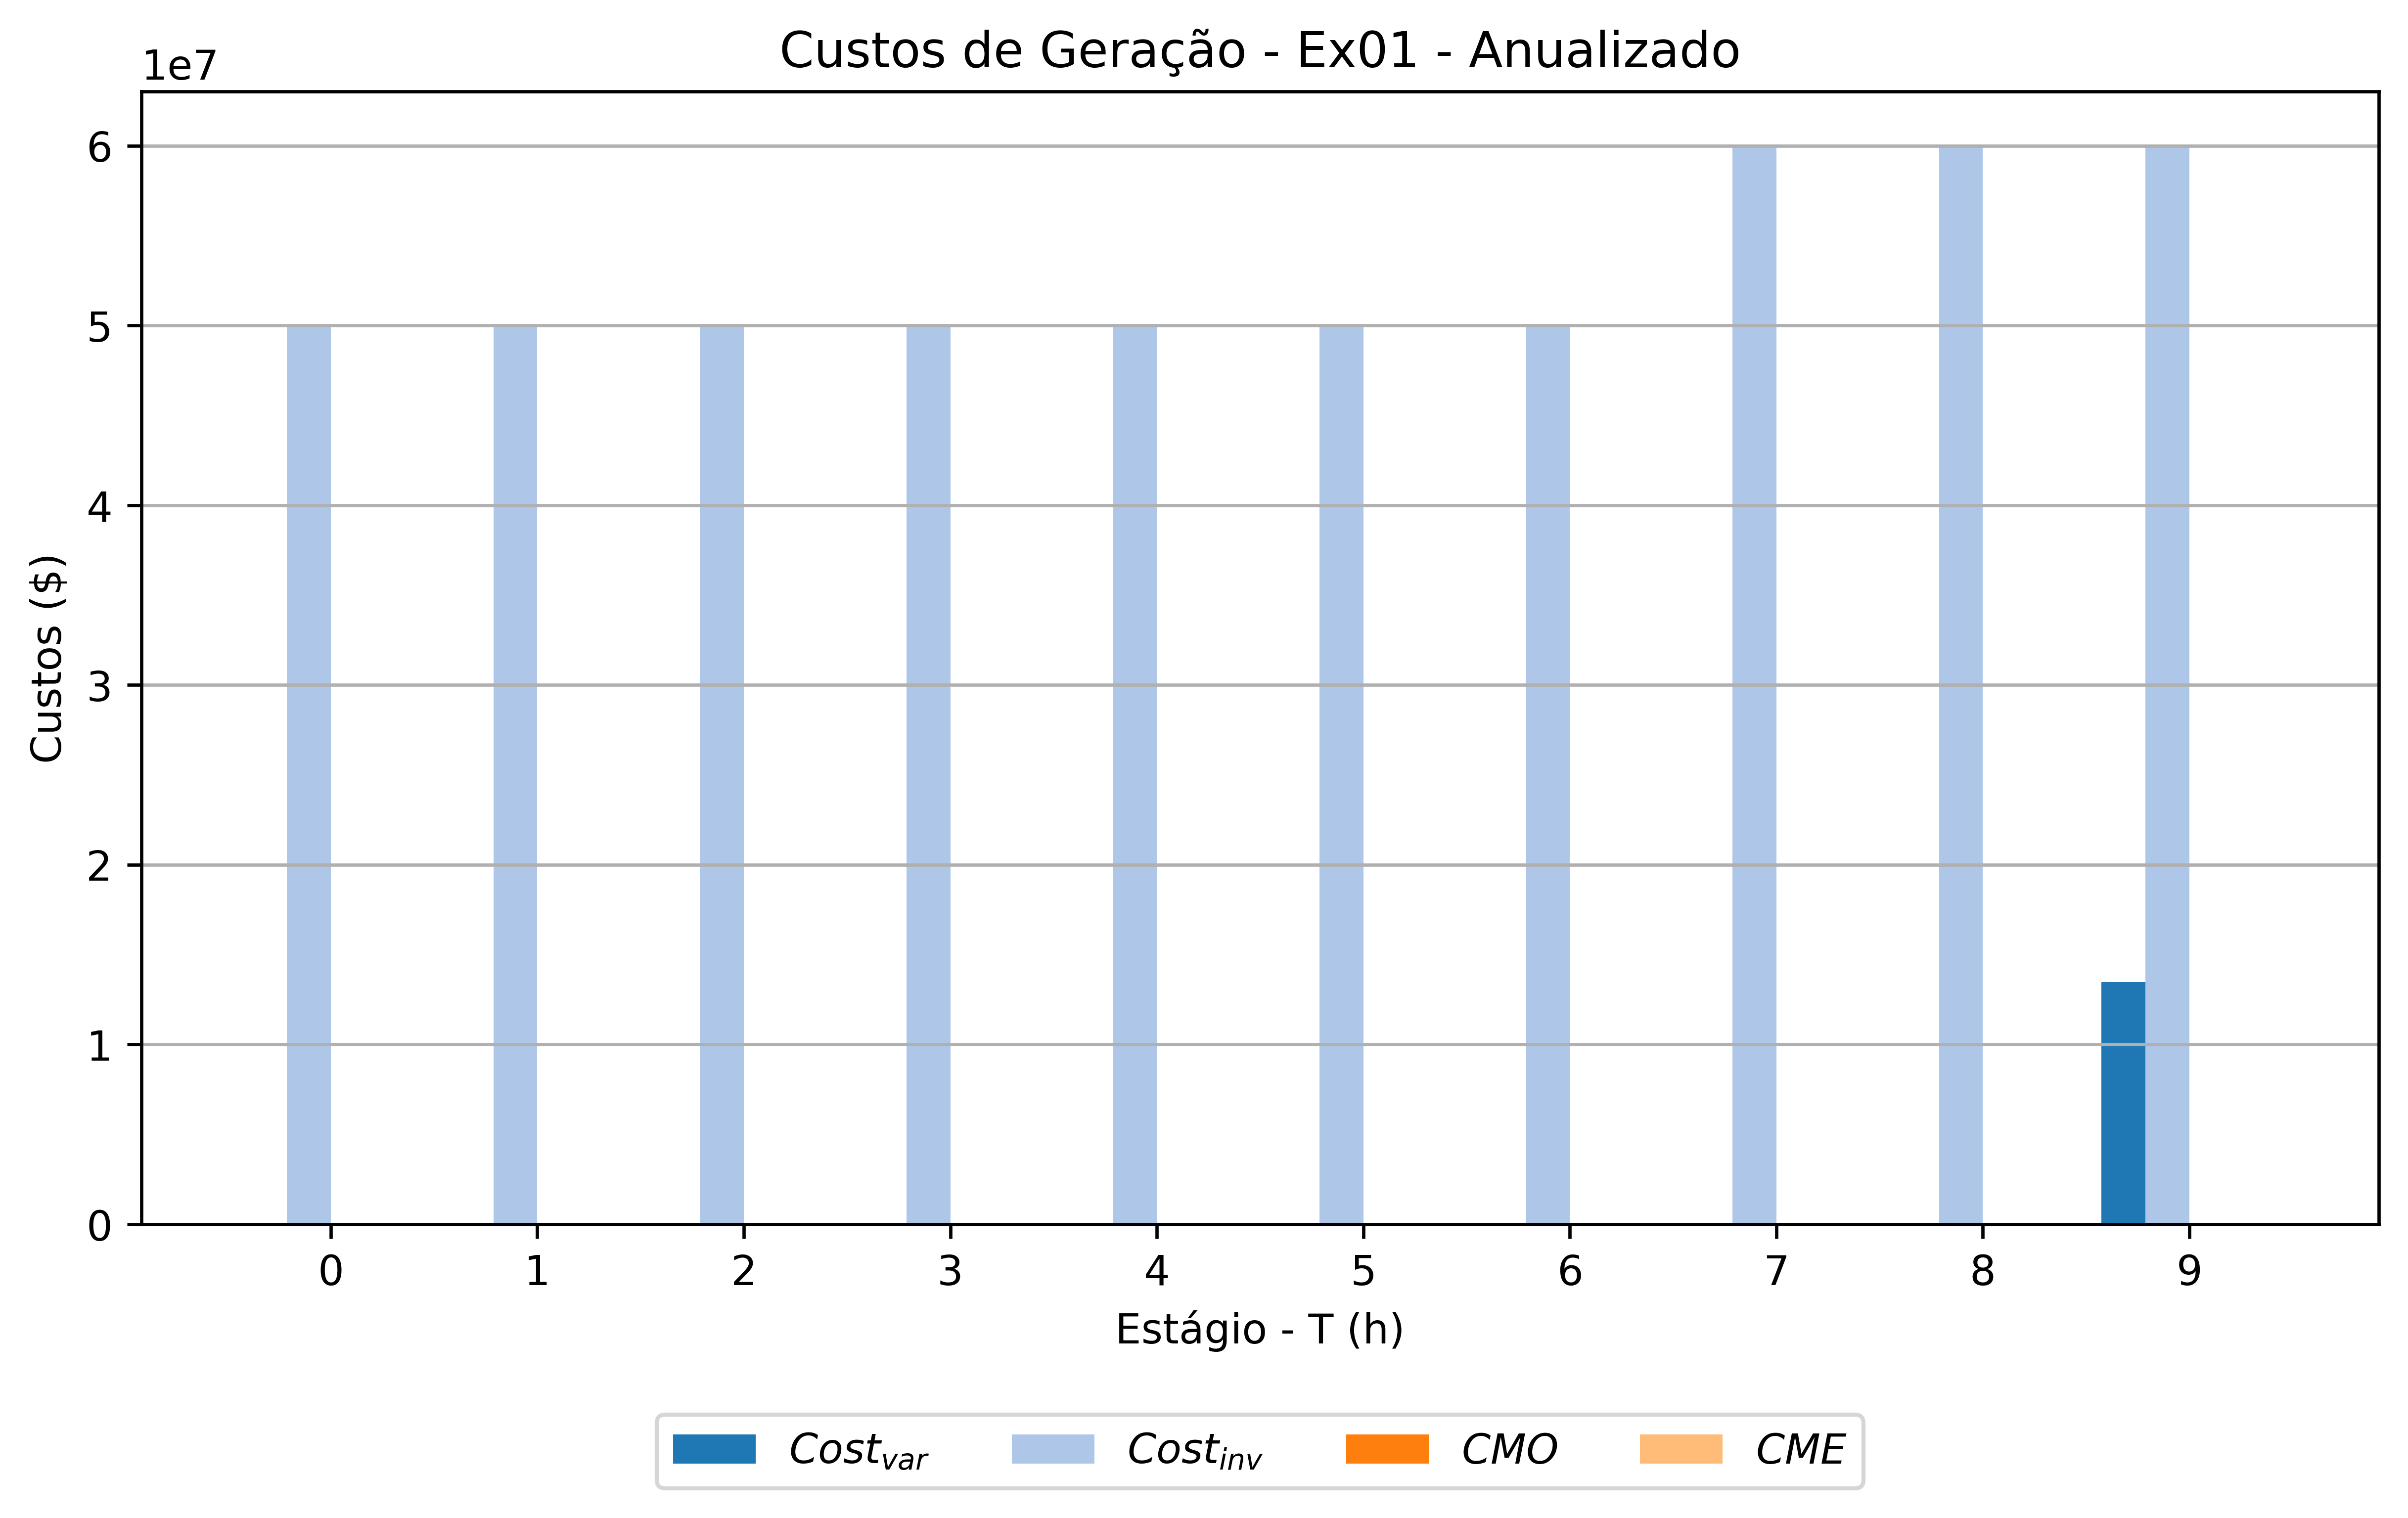 Custos de Geração - Ex01 - Anualizado
1e7
6
5
4
3
2
1
0
Custos ($)
0 1 2 3 4 5 6 7 8 9
Estágio - T (h)
Cost_var Cost_inv CMO CME